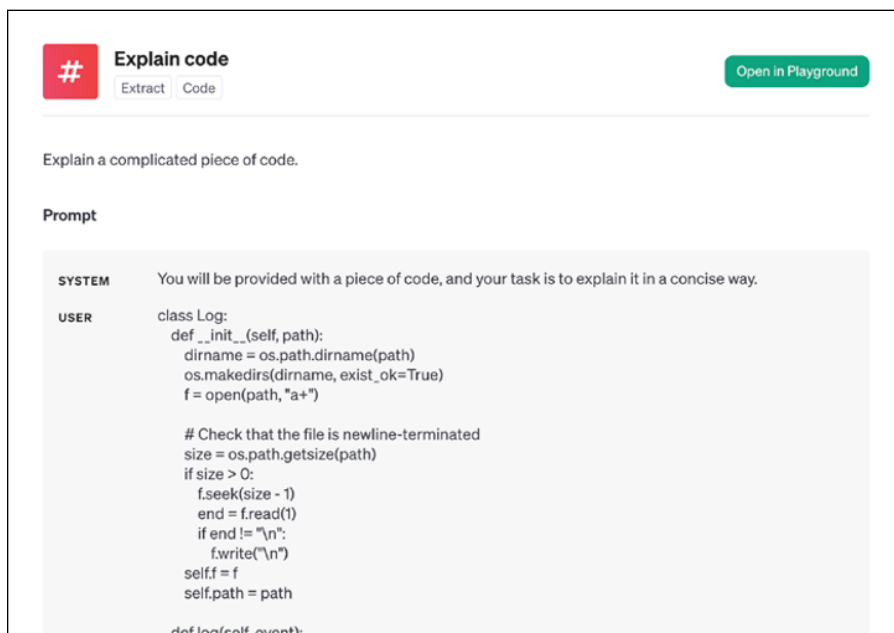 #
Explain code
Open in Playground
Extract Code
Explain a complicated piece of code.
Prompt
SYSTEM You will be provided with a piece of code, and your task is to explain it in a concise way.
USER class Log:
def __init__(self, path):
dirname = os.path.dirname(path)
os.makedirs(dirname, exist_ok=True)
f = open(path, "a+")
# Check that the file is newline-terminated
size = os.path.getsize(path)
if size > 0:
f.seek(size - 1)
end = f.read(1)
if end != "\n":
f.write("\n")
self.f = f
self.path = path
def log(self, event):